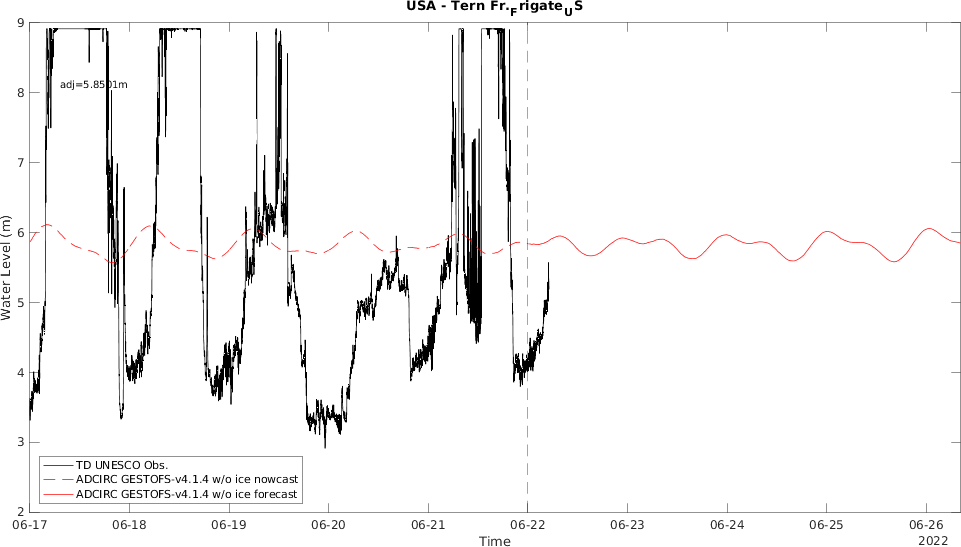 USA - Tern Fr.FrigateUS
9
8
7
6
5
4
3
2
Water Level (m)
adj=5.8501m
TD UNESCO Obs.
ADCIRC GESTOFS-v4.1.4 w/o ice nowcast
ADCIRC GESTOFS-v4.1.4 w/o ice forecast
06-17 06-18 06-19 06-20 06-21 06-22 06-23 06-24 06-25 06-26
Time
2022